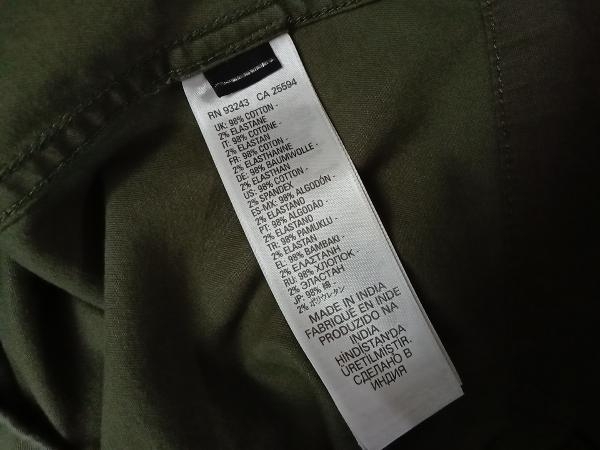 RN 93243 CA 25594
UK: 98% COTTON -
2% ELASTANE
IT: 98% COTONE -
2% ELASTAN
FR: 98% COTON -
2% ELASTHANNE
DE: 98% BAUMWOLLE -
2% ELASTHAN
US: 98% COTTON -
2% SPANDEX
ES-MX: 98% ALGODÓN -
2% ELASTANO
PT: 98% ALGODÃO -
2% ELASTANO
TR: 98% PAMUKLU -
2% ELASTAN
EL: 98% ΒΑΜΒΑΚΙ -
2% ΕΛΑΣΤΑΝΗ
RU: 98% ХЛОПОК -
2% ЭЛАСТАН
JP: 98% 綿 -
2% ポリウレタン
MADE IN INDIA
FABRIQUE EN INDE
PRODUZIDO NA
INDIA
HİNDİSTAN'DA
ÜRETİLMİŞTİR.
СДЕЛАНО В
ИНДИЯ